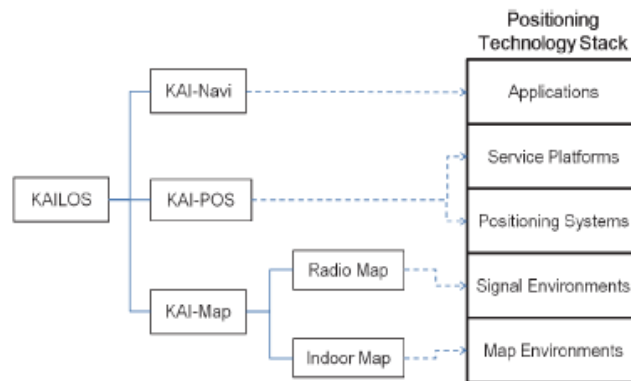 Positioning
Technology Stack
KAI-Navi
Applications
Service Platforms
KAILOS
KAI-POS
Positioning Systems
Radio Map
Signal Environments
KAI-Map
Indoor Map
Map Environments